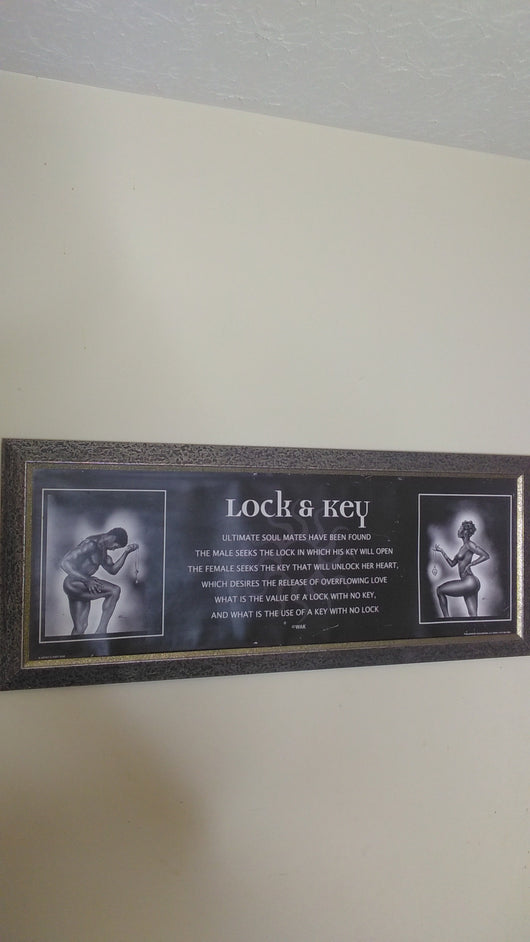 Lock & Key
ULTIMATE SOUL MATES HAVE BEEN FOUND
THE MALE SEEKS THE LOCK IN WHICH HIS KEY WILL OPEN
THE FEMALE SEEKS THE KEY THAT WILL UNLOCK HER HEART,
WHICH DESIRES THE RELEASE OF OVERFLOWING LOVE
WHAT IS THE VALUE OF A LOCK WITH NO KEY,
AND WHAT IS THE USE OF A KEY WITH NO LOCK
©WAK